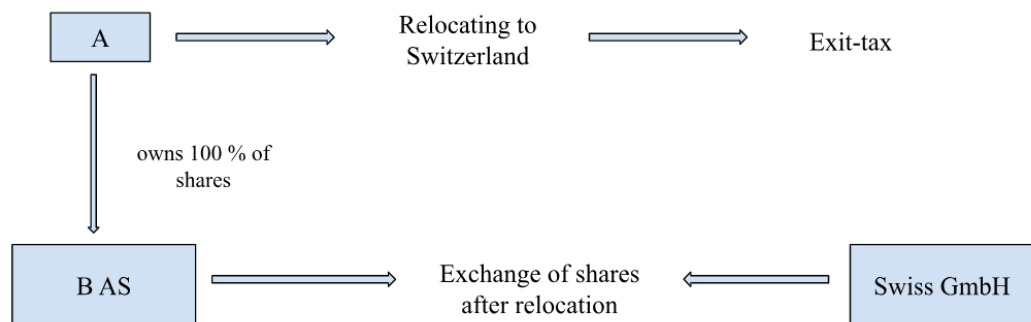 A
Relocating to
Switzerland
Exit-tax
owns 100 % of
shares
B AS
Exchange of shares
after relocation
Swiss GmbH